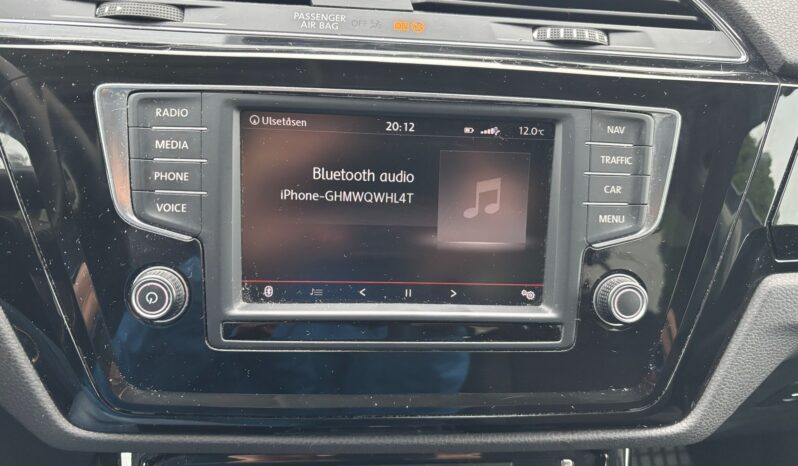 PASSENGER
AIR BAG OFF
RADIO
MEDIA
PHONE
VOICE
Ulsetåsen
20:12
12.0°C
Bluetooth audio
iPhone-GHMWQWHL4T
NAV
TRAFFIC
CAR
MENU